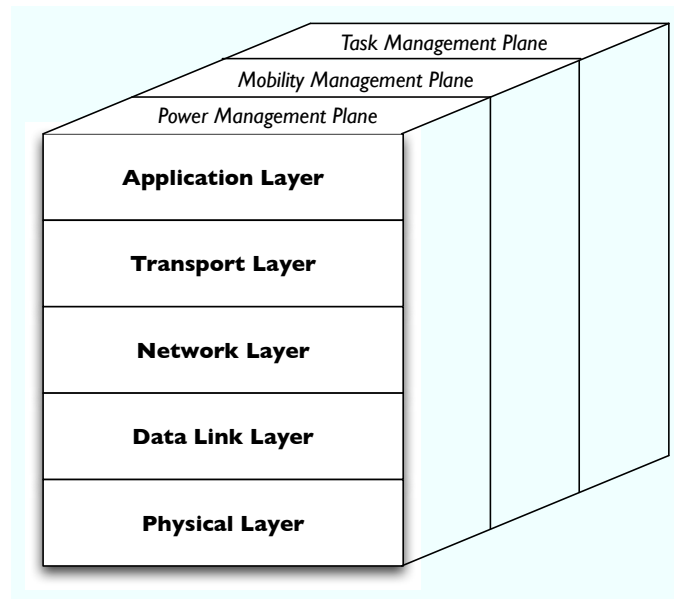 Task Management Plane
Mobility Management Plane
Power Management Plane
Application Layer
Transport Layer
Network Layer
Data Link Layer
Physical Layer